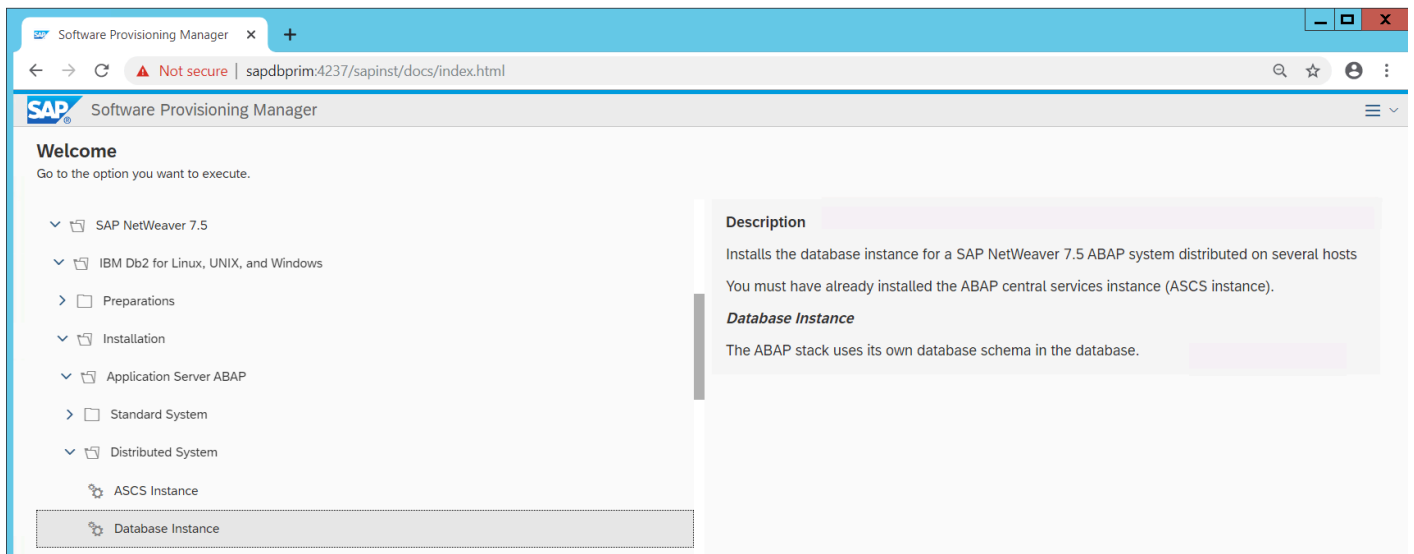 Software Provisioning Manager
Not secure | sapdbprim:4237/sapinst/docs/index.html
SAP Software Provisioning Manager
Welcome
Go to the option you want to execute.
SAP NetWeaver 7.5
IBM Db2 for Linux, UNIX, and Windows
Preparations
Installation
Application Server ABAP
Standard System
Distributed System
ASCS Instance
Database Instance
Description
Installs the database instance for a SAP NetWeaver 7.5 ABAP system distributed on several hosts
You must have already installed the ABAP central services instance (ASCS instance).
Database Instance
The ABAP stack uses its own database schema in the database.